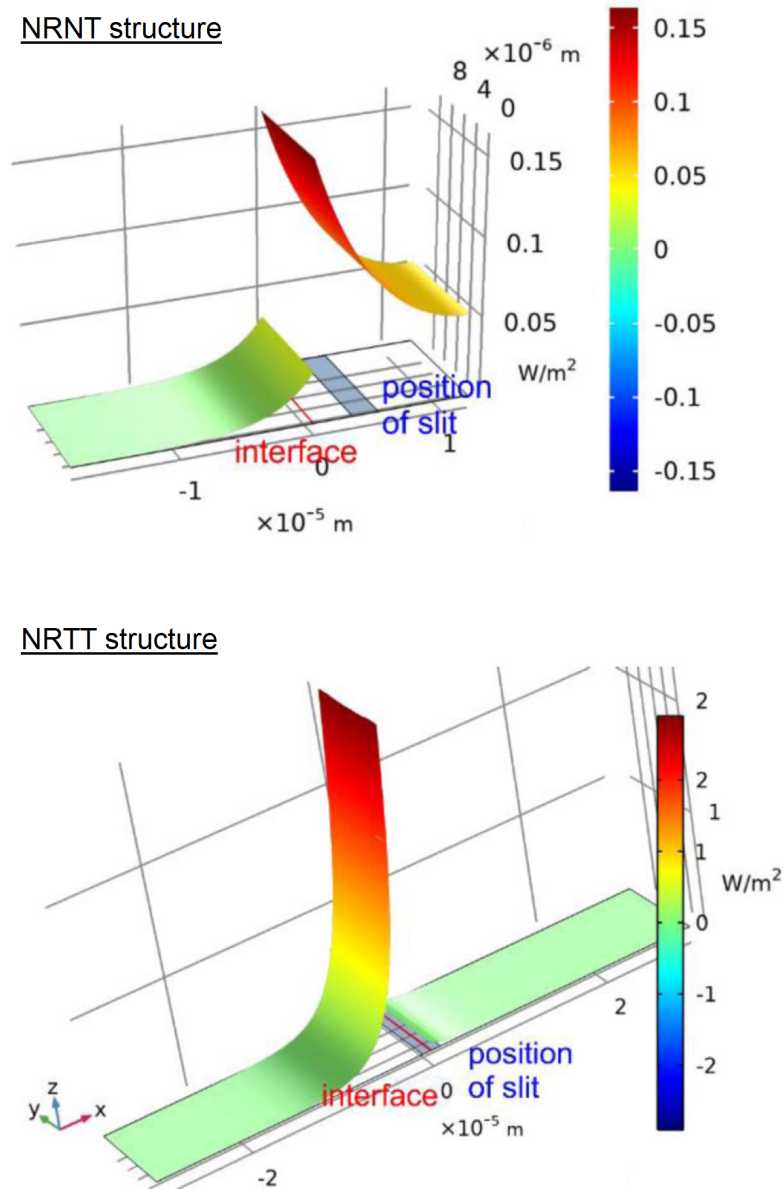 NRNT structure
×10⁻⁶ m
8
4
0
0.15
0.1
0.05
W/m²
position
of slit
interface
1
0
-1
×10⁻⁵ m
0.15
0.1
0.05
0
-0.05
-0.1
-0.15
NRTT structure
2
2
1
1
W/m²
0
-1
-2
2
position
of slit
interface
0
×10⁻⁵ m
-2
z
y
x